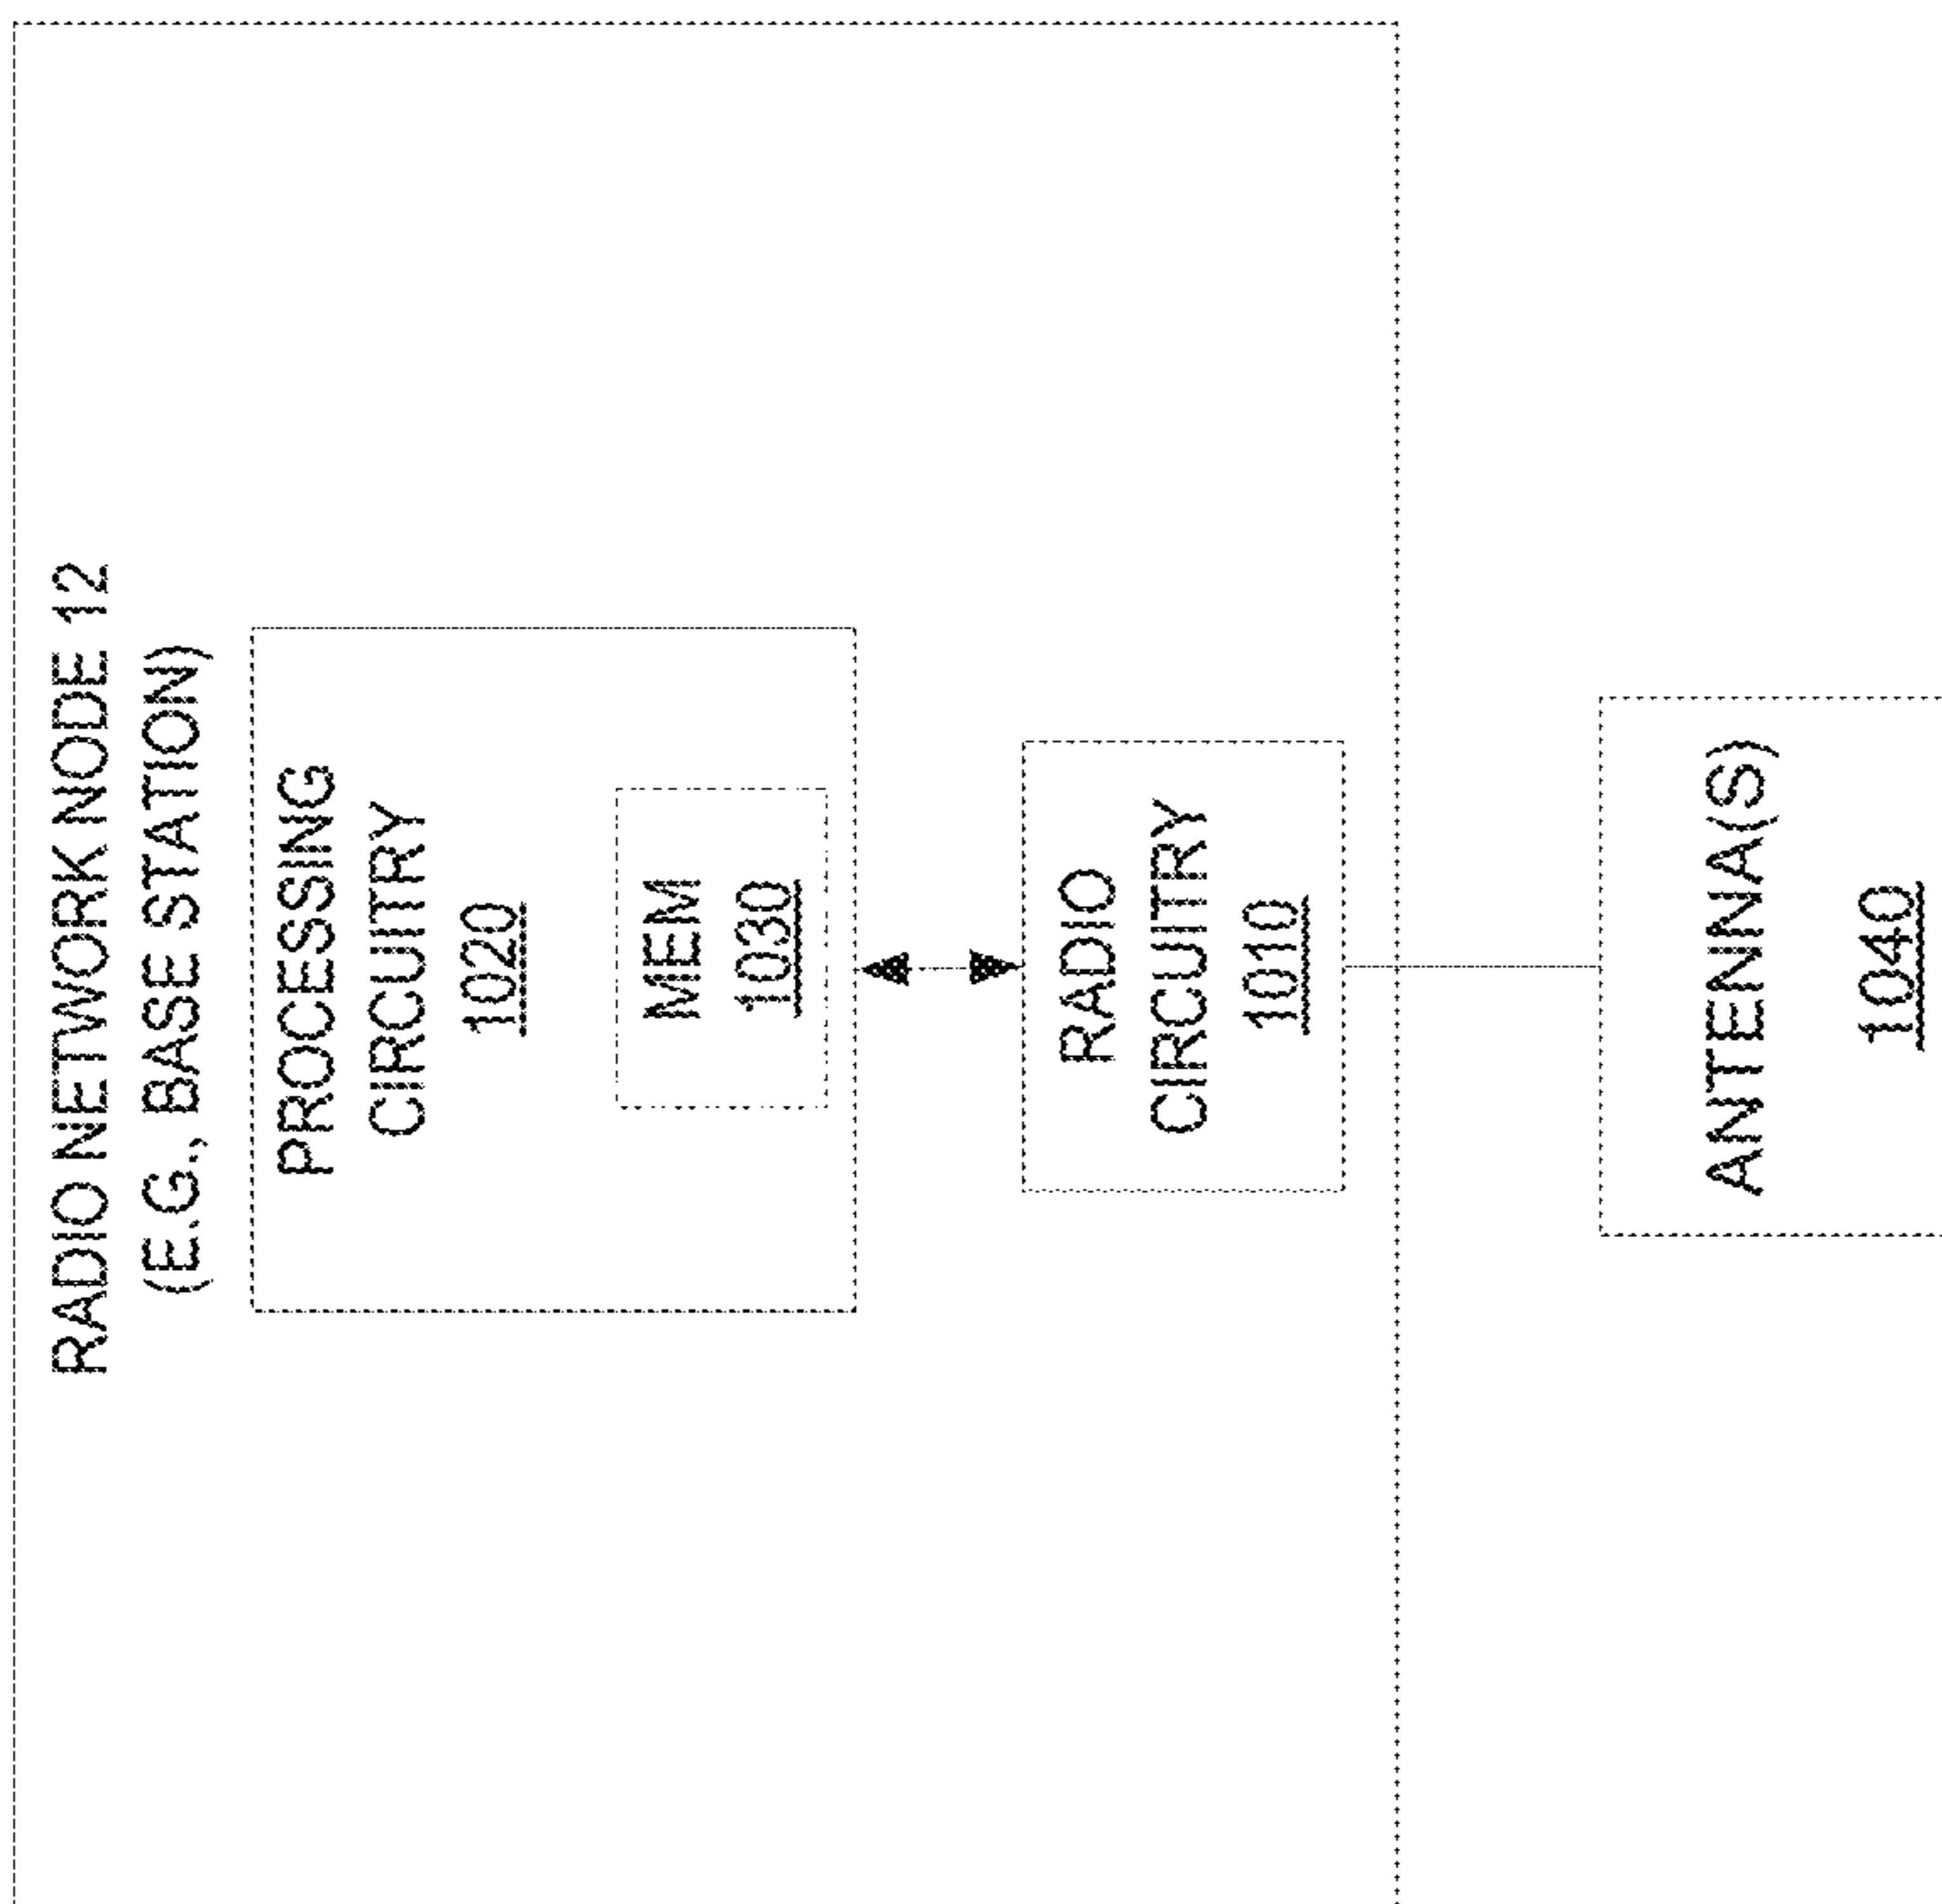 RADIO NETWORK NODE 12
(E.G., BASE STATION)
PROCESSING
CIRCUITRY
1020
MEM
1030
RADIO
CIRCUITRY
1010
ANTENNA(S)
1040